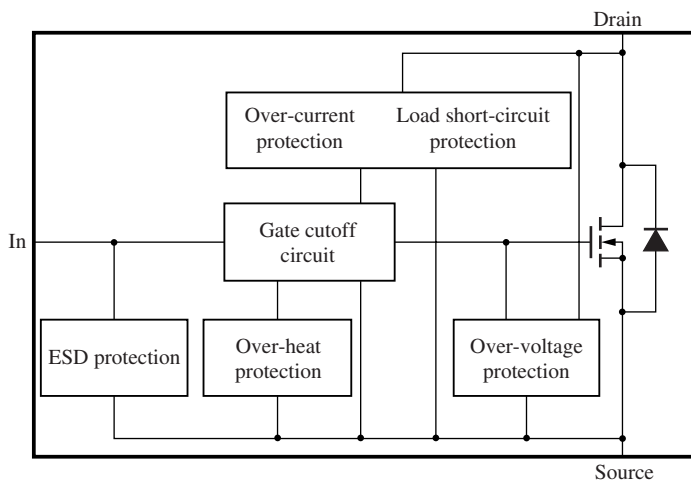 Drain
Over-current
protection
Load short-circuit
protection
In
Gate cutoff
circuit
ESD protection
Over-heat
protection
Over-voltage
protection
Source